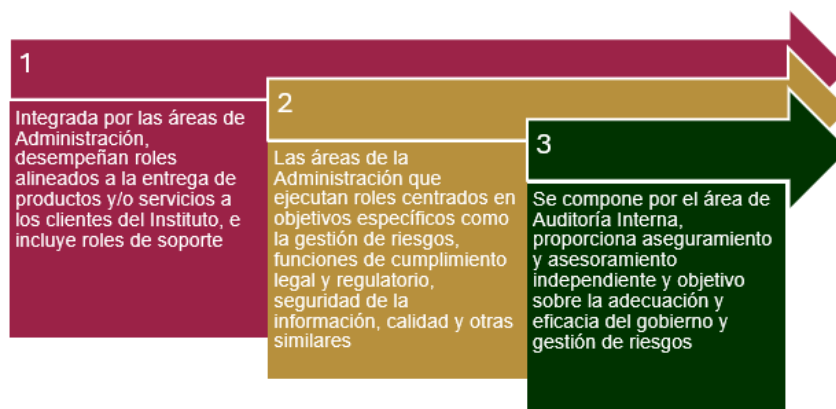 1
Integrada por las áreas de
Administración,
desempeñan roles
alineados a la entrega de
productos y/o servicios a
los clientes del Instituto, e
incluye roles de soporte
2
Las áreas de la
Administración que
ejecutan roles centrados en
objetivos específicos como
la gestión de riesgos,
funciones de cumplimiento
legal y regulatorio,
seguridad de la
información, calidad y otras
similares
3
Se compone por el área de
Auditoría Interna,
proporciona aseguramiento
y asesoramiento
independiente y objetivo
sobre la adecuación y
eficacia del gobierno y
gestión de riesgos